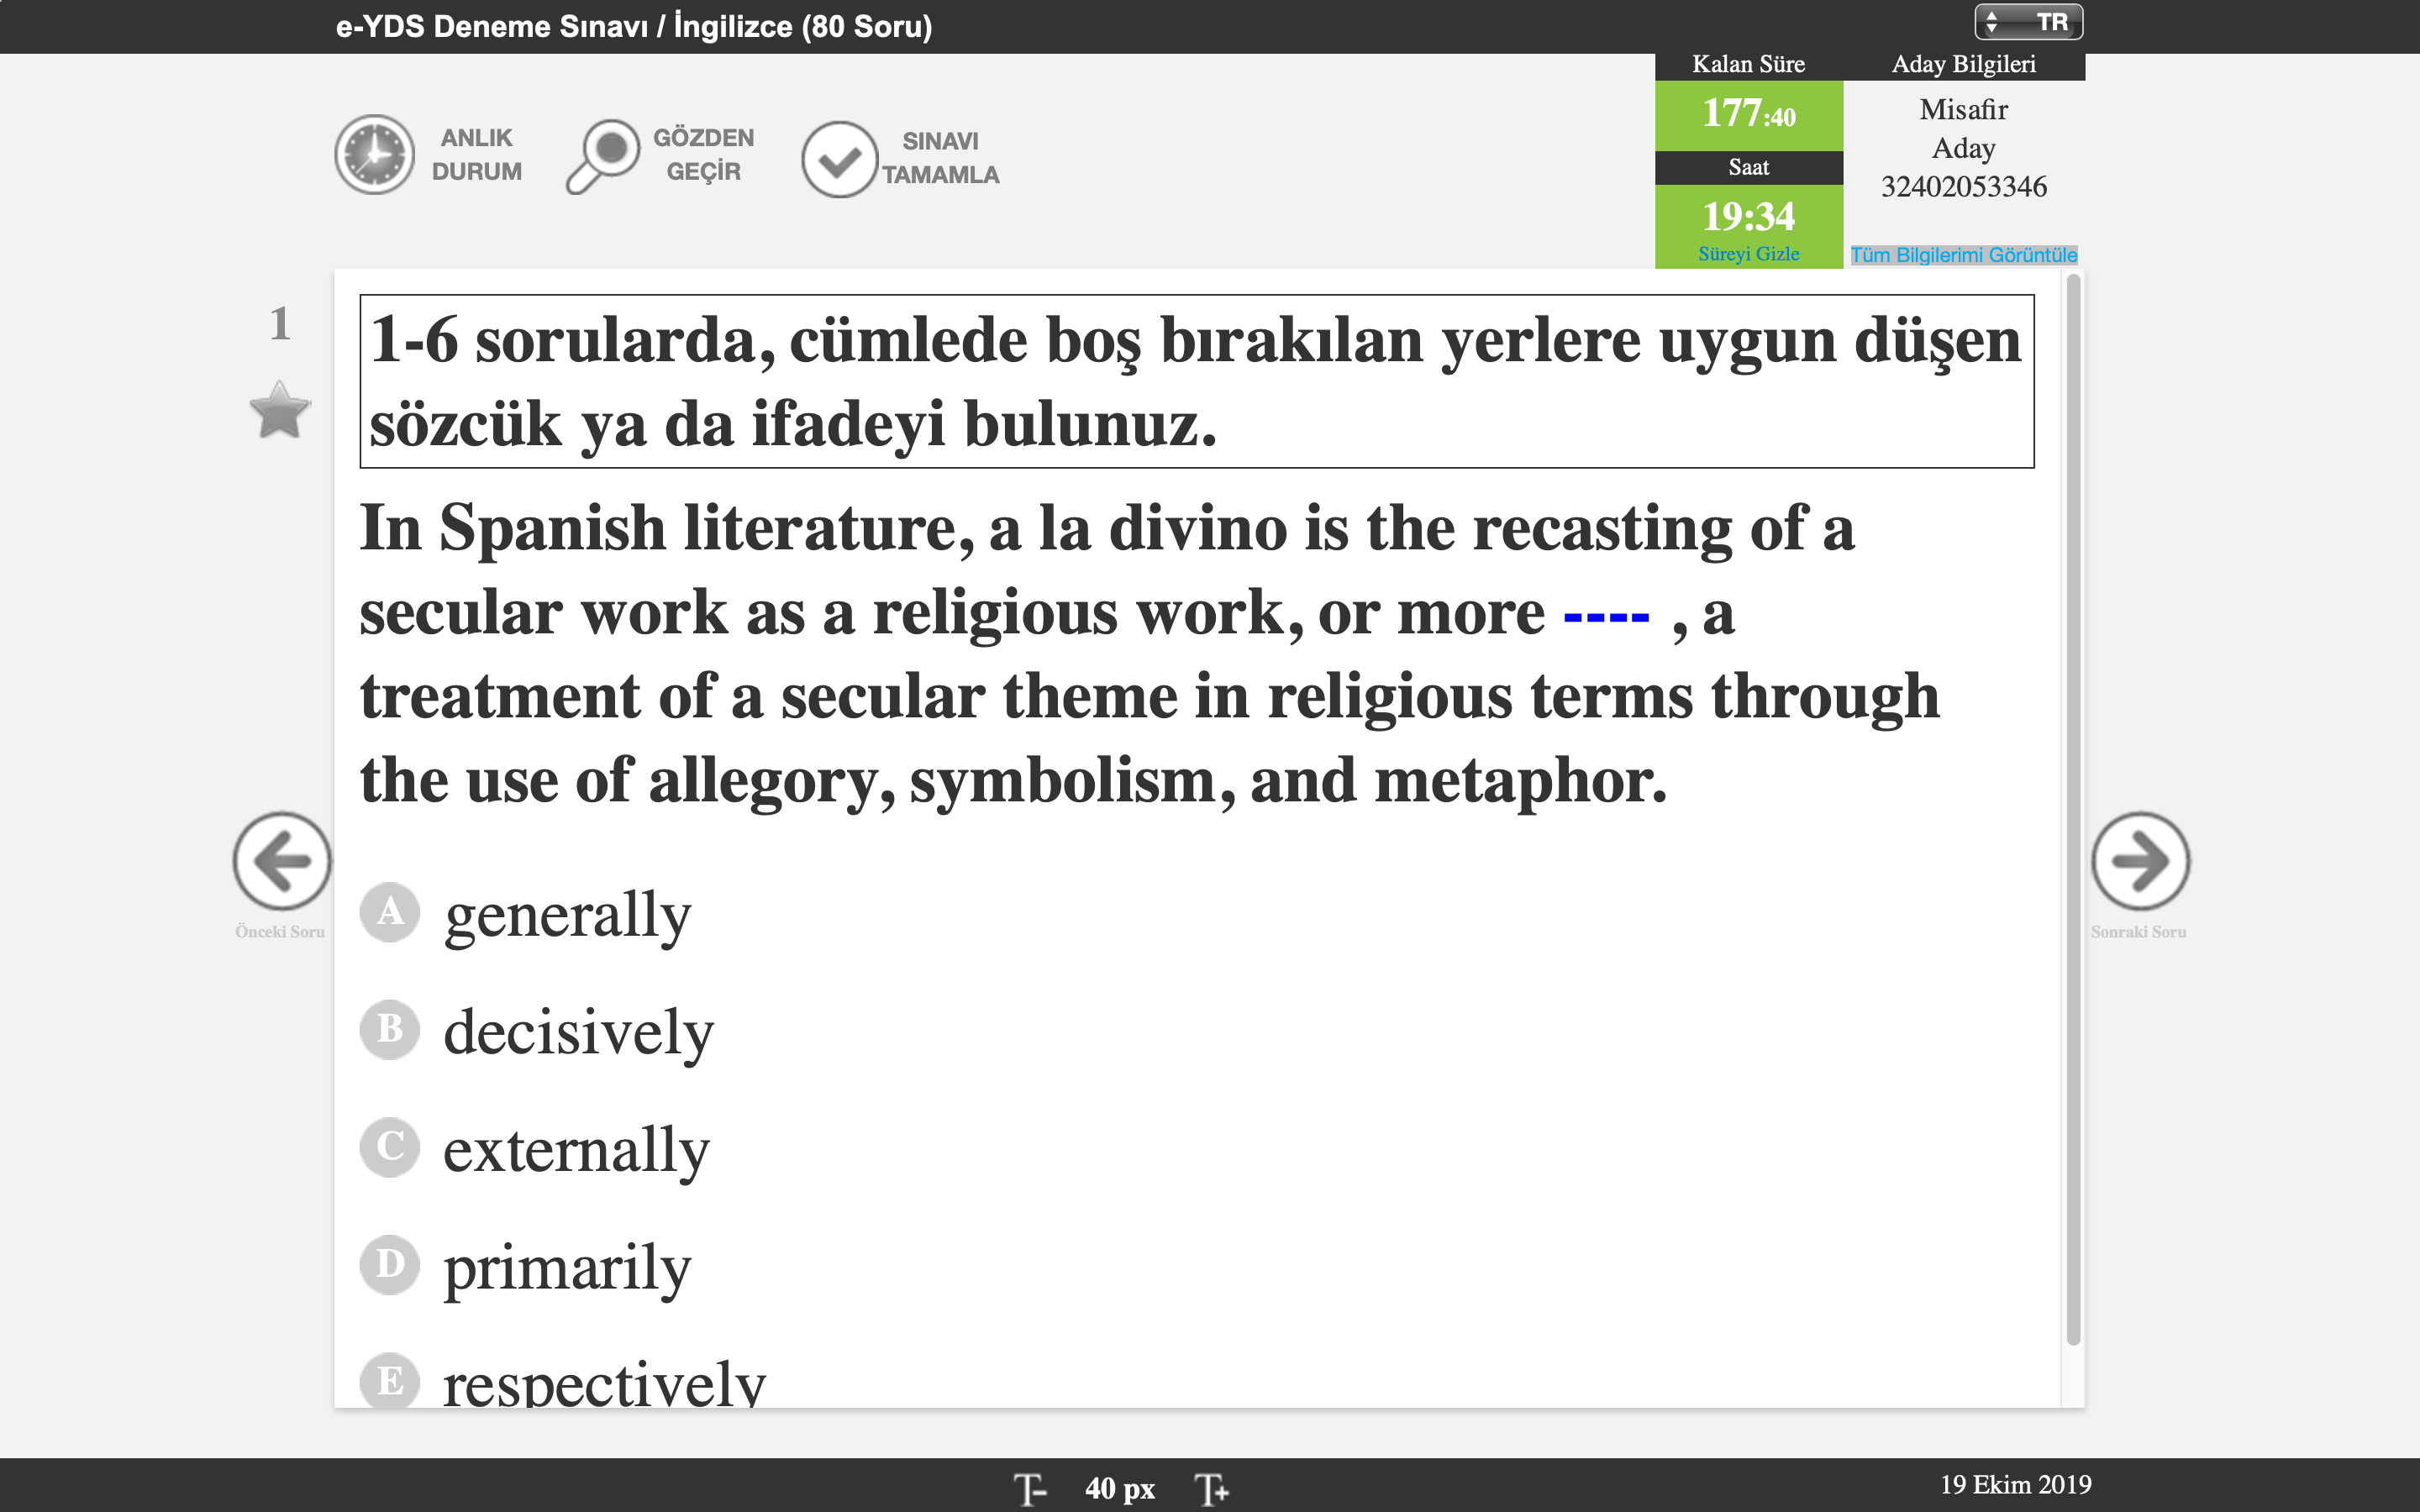 e-YDS Deneme Sınavı / İngilizce (80 Soru)
TR
Kalan Süre
Aday Bilgileri
177:40
Misafir
Aday
32402053346
Saat
19:34
Süreyi Gizle
Tüm Bilgilerimi Görüntüle
ANLIK
DURUM
GÖZDEN
GEÇİR
SINAVI
TAMAMLA
1
1-6 sorularda, cümlede boş bırakılan yerlere uygun düşen
sözcük ya da ifadeyi bulunuz.
In Spanish literature, a la divino is the recasting of a
secular work as a religious work, or more ---- , a
treatment of a secular theme in religious terms through
the use of allegory, symbolism, and metaphor.
A generally
B decisively
C externally
D primarily
E respectively
Önceki Soru
Sonraki Soru
T- 40 px T+
19 Ekim 2019